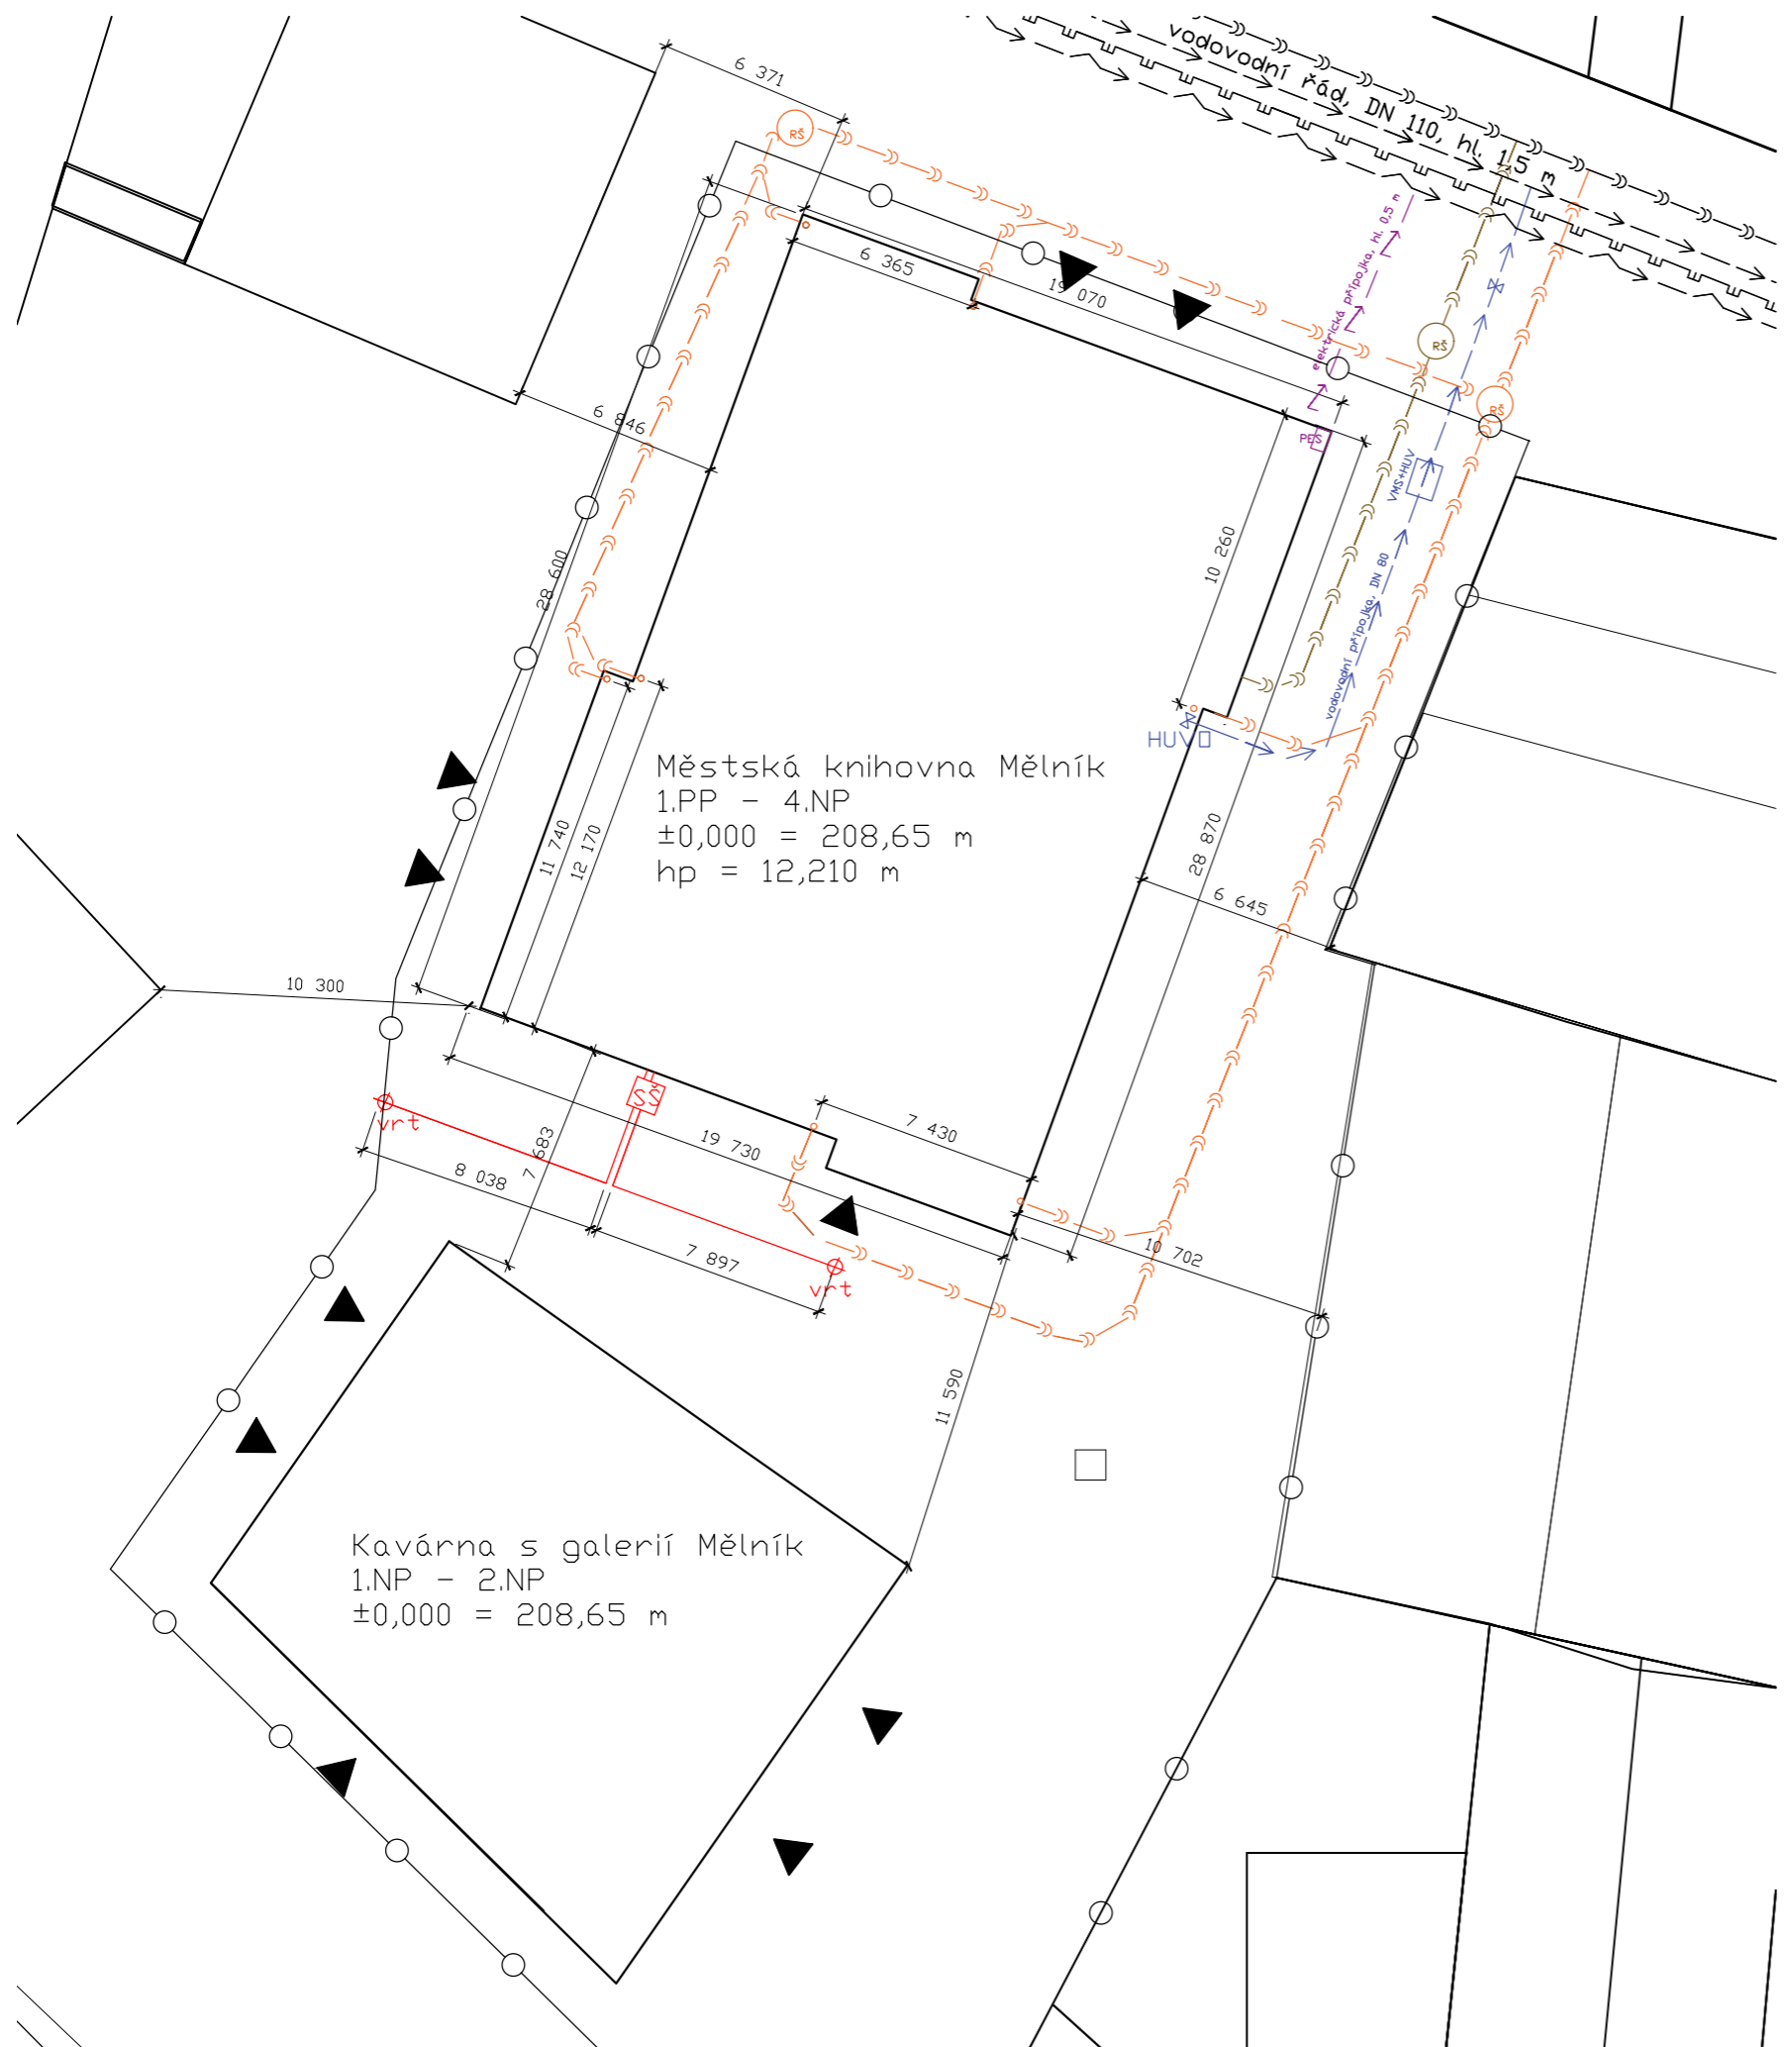 vodovodní řád, DN 110, hl. 1,5 m
6 371
RŠ
elektrická přípojka, hl. 0,5 m
6 365
19 070
RŠ
RŠ
6 846
PES
VMS+HUV
10 260
28 600
vodovodní přípojka, DN 80
HUV
Městská knihovna Mělník
1.PP - 4.NP
±0,000 = 208,65 m
hp = 12,210 m
11 740
12 170
28 870
6 645
10 300
SŠ
vrt
7 430
19 730
7 683
8 038
10 702
7 897
vrt
11 590
Kavárna s galerií Mělník
1.NP - 2.NP
±0,000 = 208,65 m